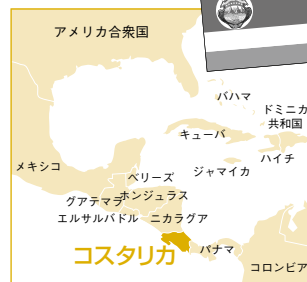 アメリカ合衆国
バハマ
ドミニカ
共和国
キューバ
ハイチ
メキシコ
ジャマイカ
ベリーズ
ホンジュラス
グアテマラ
エルサルバドル
ニカラグア
コスタリカ
パナマ
コロンビア